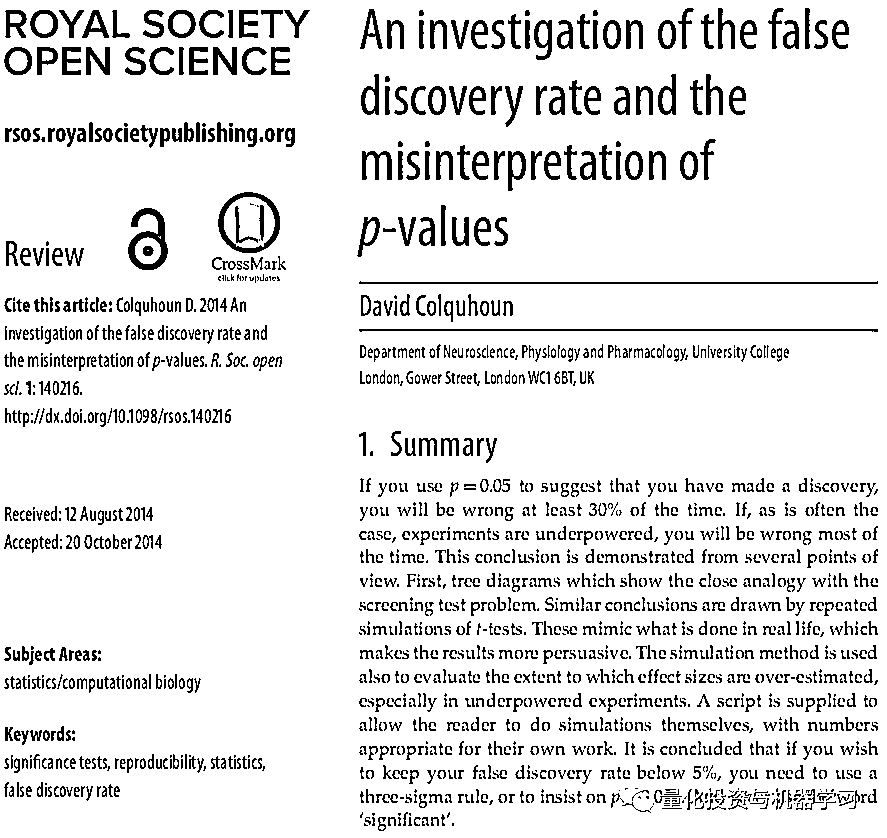 ROYAL SOCIETY
OPEN SCIENCE
rsos.royalsocietypublishing.org
Review
CrossMark
click for updates
Cite this article: Colquhoun D. 2014 An
investigation of the false discovery rate and
the misinterpretation of p-values. R. Soc. open
sci. 1: 140216.
http://dx.doi.org/10.1098/rsos.140216
Received: 12 August 2014
Accepted: 20 October 2014
Subject Areas:
statistics/computational biology
Keywords:
significance tests, reproducibility, statistics,
false discovery rate
An investigation of the false
discovery rate and the
misinterpretation of
p-values
David Colquhoun
Department of Neuroscience, Physiology and Pharmacology, University College
London, Gower Street, London WC1 6BT, UK
1. Summary
If you use p = 0.05 to suggest that you have made a discovery,
you will be wrong at least 30% of the time. If, as is often the
case, experiments are underpowered, you will be wrong most of
the time. This conclusion is demonstrated from several points of
view. First, tree diagrams which show the close analogy with the
screening test problem. Similar conclusions are drawn by repeated
simulations of t-tests. These mimic what is done in real life, which
makes the results more persuasive. The simulation method is used
also to evaluate the extent to which effect sizes are over-estimated,
especially in underpowered experiments. A script is supplied to
allow the reader to do simulations themselves, with numbers
appropriate for their own work. It is concluded that if you wish
to keep your false discovery rate below 5%, you need to use a
three-sigma rule, or to insist on p word
‘significant’.
量化投资与机器学习